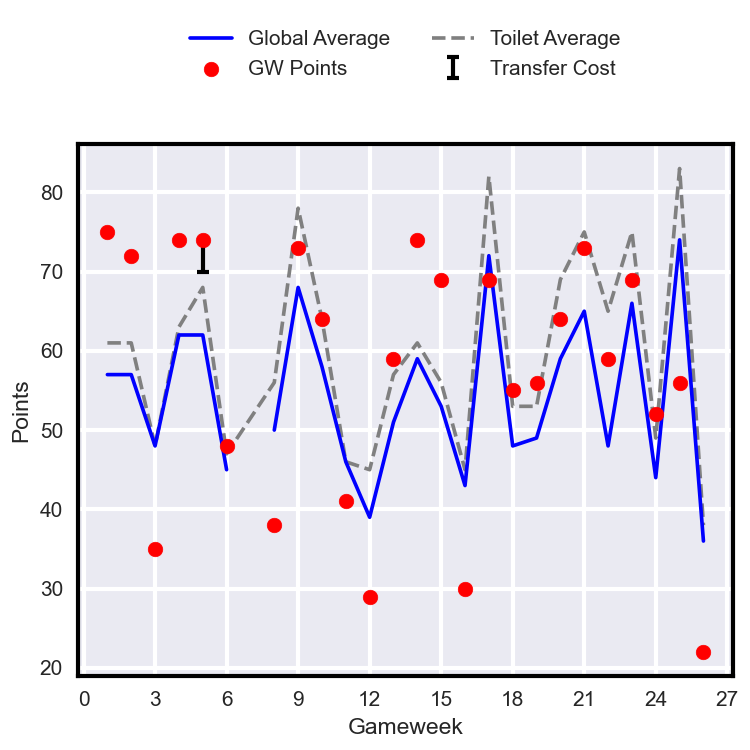 Global Average
Toilet Average
GW Points
Transfer Cost
80
70
60
50
40
30
20
Points
0 3 6 9 12 15 18 21 24 27
Gameweek